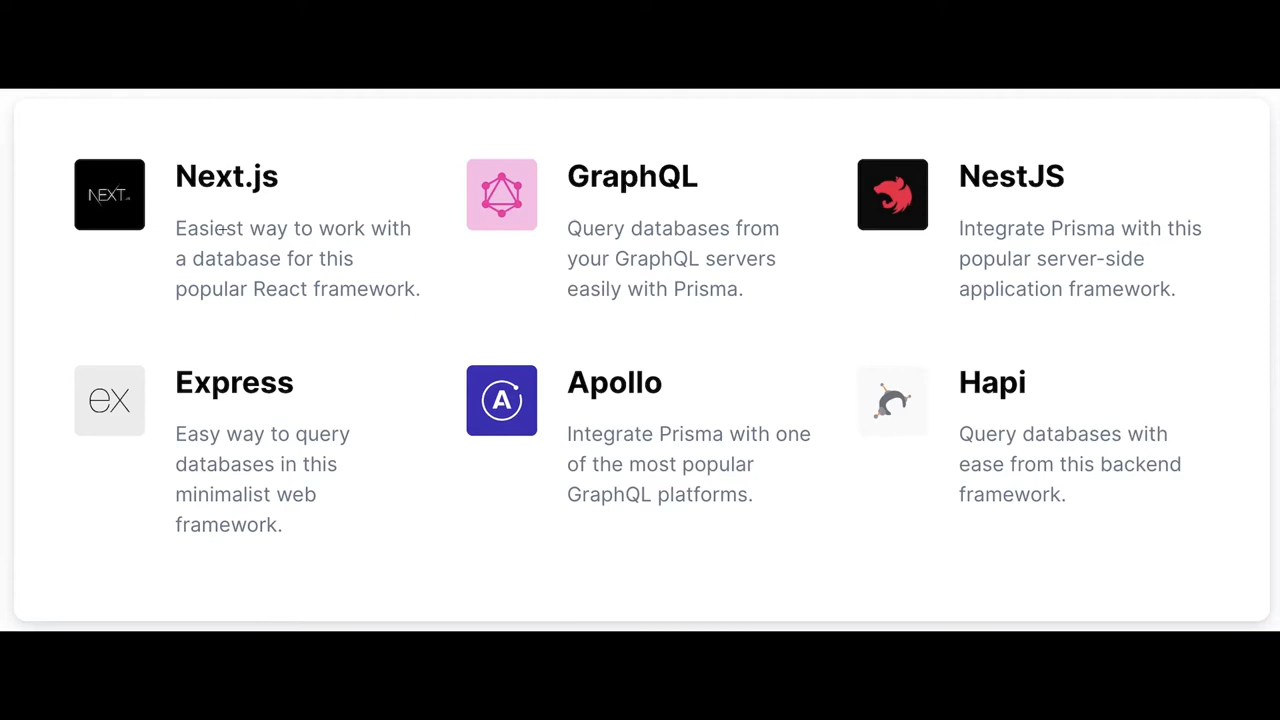 NEXT.js
Next.js
Easiest way to work with
a database for this
popular React framework.
GraphQL
Query databases from
your GraphQL servers
easily with Prisma.
NestJS
Integrate Prisma with this
popular server-side
application framework.
ex
Express
Easy way to query
databases in this
minimalist web
framework.
A
Apollo
Integrate Prisma with one
of the most popular
GraphQL platforms.
Hapi
Query databases with
ease from this backend
framework.